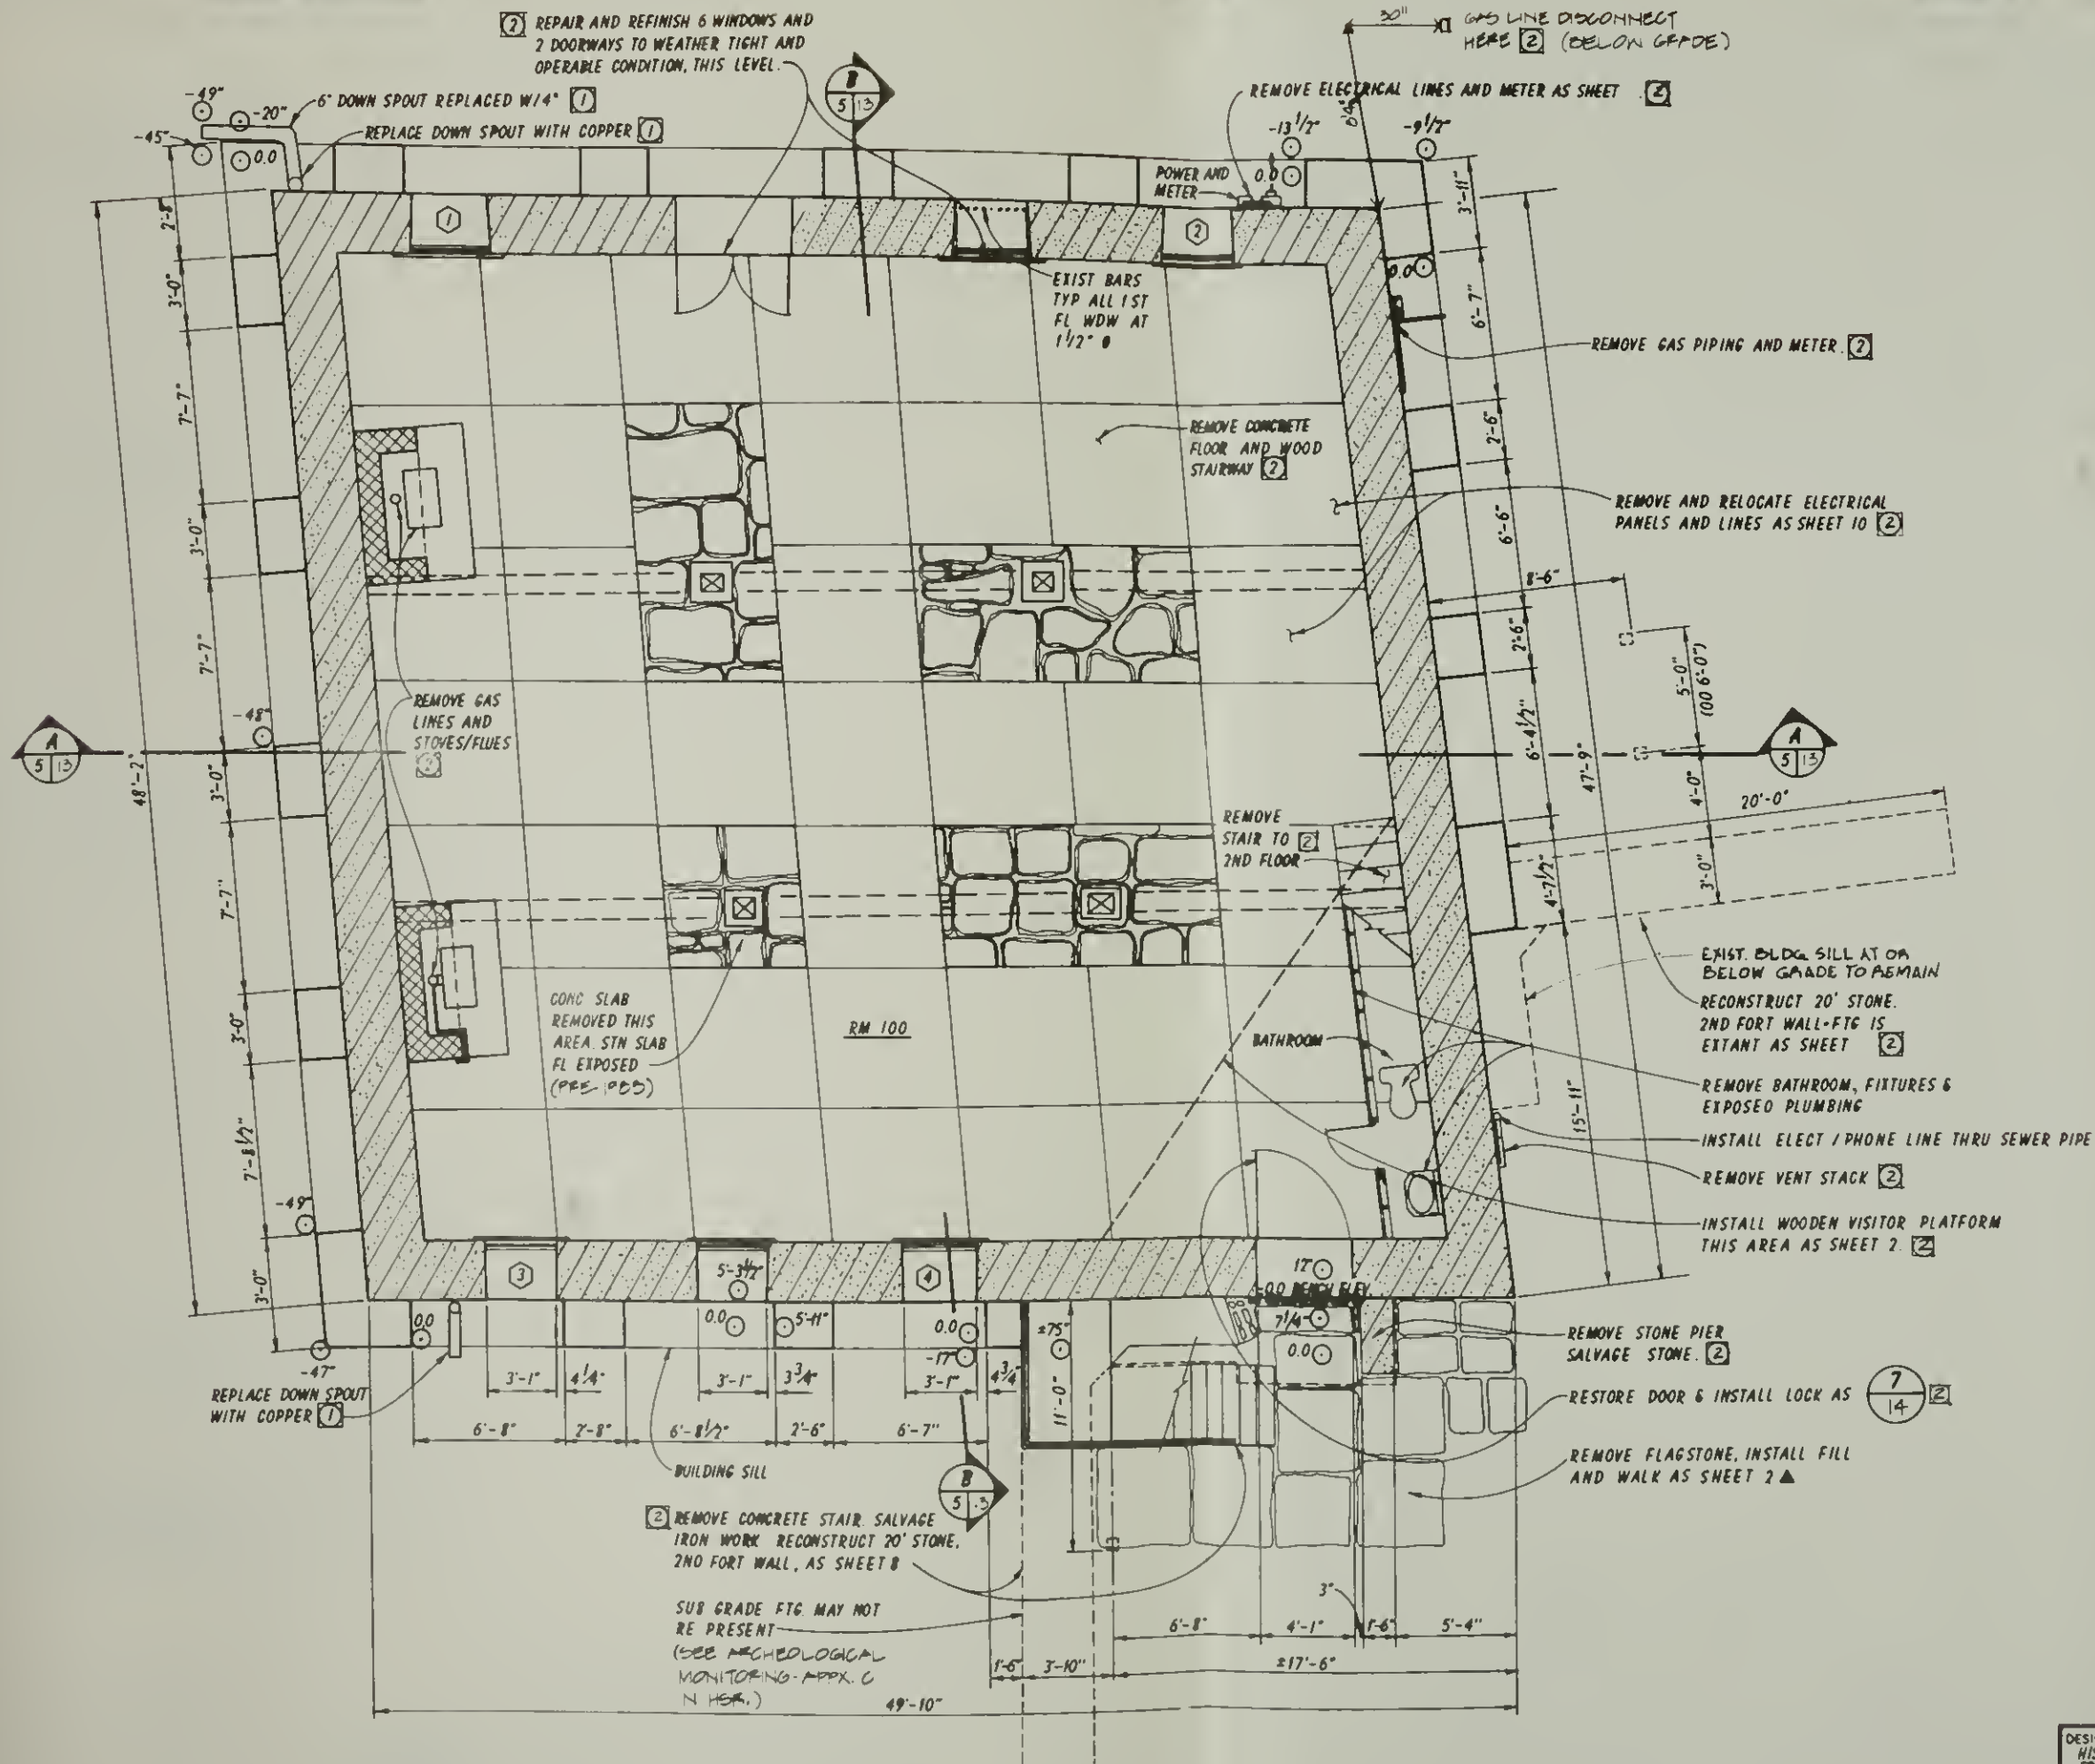 [2] REPAIR AND REFINISH 6 WINDOWS AND
2 DOORWAYS TO WEATHER TIGHT AND
OPERABLE CONDITION, THIS LEVEL.
30"
GAS LINE DISCONNECT
HERE [2] (BELOW GRADE)
B
5 13
REMOVE ELECTRICAL LINES AND METER AS SHEET [2]
-49"
-20"
6" DOWN SPOUT REPLACED W/4" [1]
-45"
0.0
REPLACE DOWN SPOUT WITH COPPER [1]
-13 1/2"
-9 1/2"
POWER AND
METER
0.0
2'-8"
3'-11"
1
2
0.0
EXIST BARS
TYP ALL 1ST
FL WDW AT
1 1/2" Ø
3'-0"
6'-7"
REMOVE GAS PIPING AND METER. [2]
7'-7"
2'-6"
REMOVE CONCRETE
FLOOR AND WOOD
STAIRWAY [2]
REMOVE AND RELOCATE ELECTRICAL
PANELS AND LINES AS SHEET 10 [2]
3'-0"
6'-6"
8'-6"
7'-7"
2'-6"
5'-0"
REMOVE GAS
LINES AND
STOVES/FLUES
[2]
-48"
A
5 13
A
5 13
48'-2"
3'-0"
6'-4 1/2"
47'-9"
4'-0"
20'-0"
REMOVE
STAIR TO [2]
2ND FLOOR
7'-7"
4'-7 1/2"
3'-0"
EXIST. BLDG SILL AT OR
BELOW GRADE TO REMAIN
RECONSTRUCT 20' STONE.
2ND FORT WALL-FTG IS
EXTANT AS SHEET [2]
CONC SLAB
REMOVED THIS
AREA. STN SLAB
FL EXPOSED
RM 100
BATHROOM
3'-0"
REMOVE BATHROOM, FIXTURES &
EXPOSED PLUMBING
15'-11"
INSTALL ELECT / PHONE LINE THRU SEWER PIPE
7'-8 1/2"
REMOVE VENT STACK [2]
-49"
INSTALL WOODEN VISITOR PLATFORM
THIS AREA AS SHEET 2. [2]
3'-0"
3
5'-3 1/2"
4
12"
0.0 BENCH ELEV
0.0
0.0
5'-11"
0.0
±75"
7 1/4"
-17"
0.0
-47"
REMOVE STONE PIER
SALVAGE STONE. [2]
REPLACE DOWN SPOUT
WITH COPPER [1]
3'-1"
4 1/4"
3'-1"
3 3/4"
3'-1"
4 3/4"
11'-0"
RESTORE DOOR & INSTALL LOCK AS
7
14
[2]
6'-8"
2'-8"
6'-8 1/2"
2'-6"
6'-7"
BUILDING SILL
B
5
REMOVE FLAGSTONE, INSTALL FILL
AND WALK AS SHEET 2 ▲
[2] REMOVE CONCRETE STAIR. SALVAGE
IRON WORK RECONSTRUCT 20' STONE,
2ND FORT WALL, AS SHEET 8
3"
SUB GRADE FTG. MAY NOT
BE PRESENT
(SEE ARCHEOLOGICAL
MONITORING-APPX. C
N HSR.)
6'-8"
4'-1"
1'-6"
5'-4"
1'-6"
3'-10"
±17'-6"
49'-10"